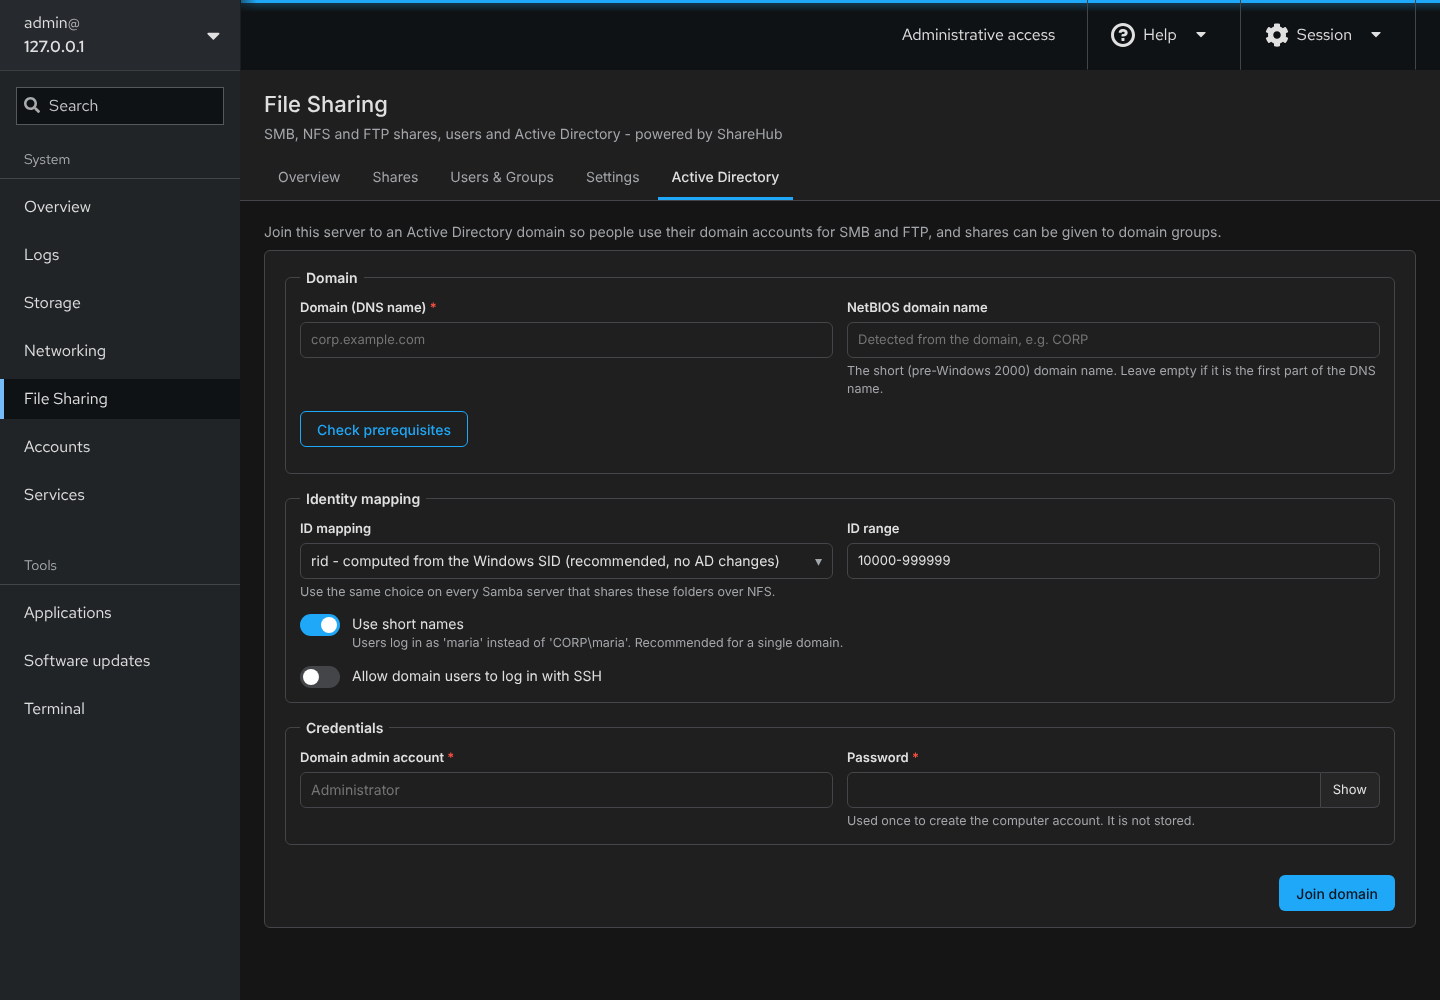 admin@
127.0.0.1
Administrative access
Help
Session
Search
System
Overview
Logs
Storage
Networking
File Sharing
Accounts
Services
Tools
Applications
Software updates
Terminal
File Sharing
SMB, NFS and FTP shares, users and Active Directory - powered by ShareHub
Overview
Shares
Users & Groups
Settings
Active Directory
Join this server to an Active Directory domain so people use their domain accounts for SMB and FTP, and shares can be given to domain groups.
Domain
Domain (DNS name) *
corp.example.com
NetBIOS domain name
Detected from the domain, e.g. CORP
The short (pre-Windows 2000) domain name. Leave empty if it is the first part of the DNS
name.
Check prerequisites
Identity mapping
ID mapping
rid - computed from the Windows SID (recommended, no AD changes)
Use the same choice on every Samba server that shares these folders over NFS.
ID range
10000-999999
Use short names
Users log in as 'maria' instead of 'CORP\maria'. Recommended for a single domain.
Allow domain users to log in with SSH
Credentials
Domain admin account *
Administrator
Password *
Show
Used once to create the computer account. It is not stored.
Join domain